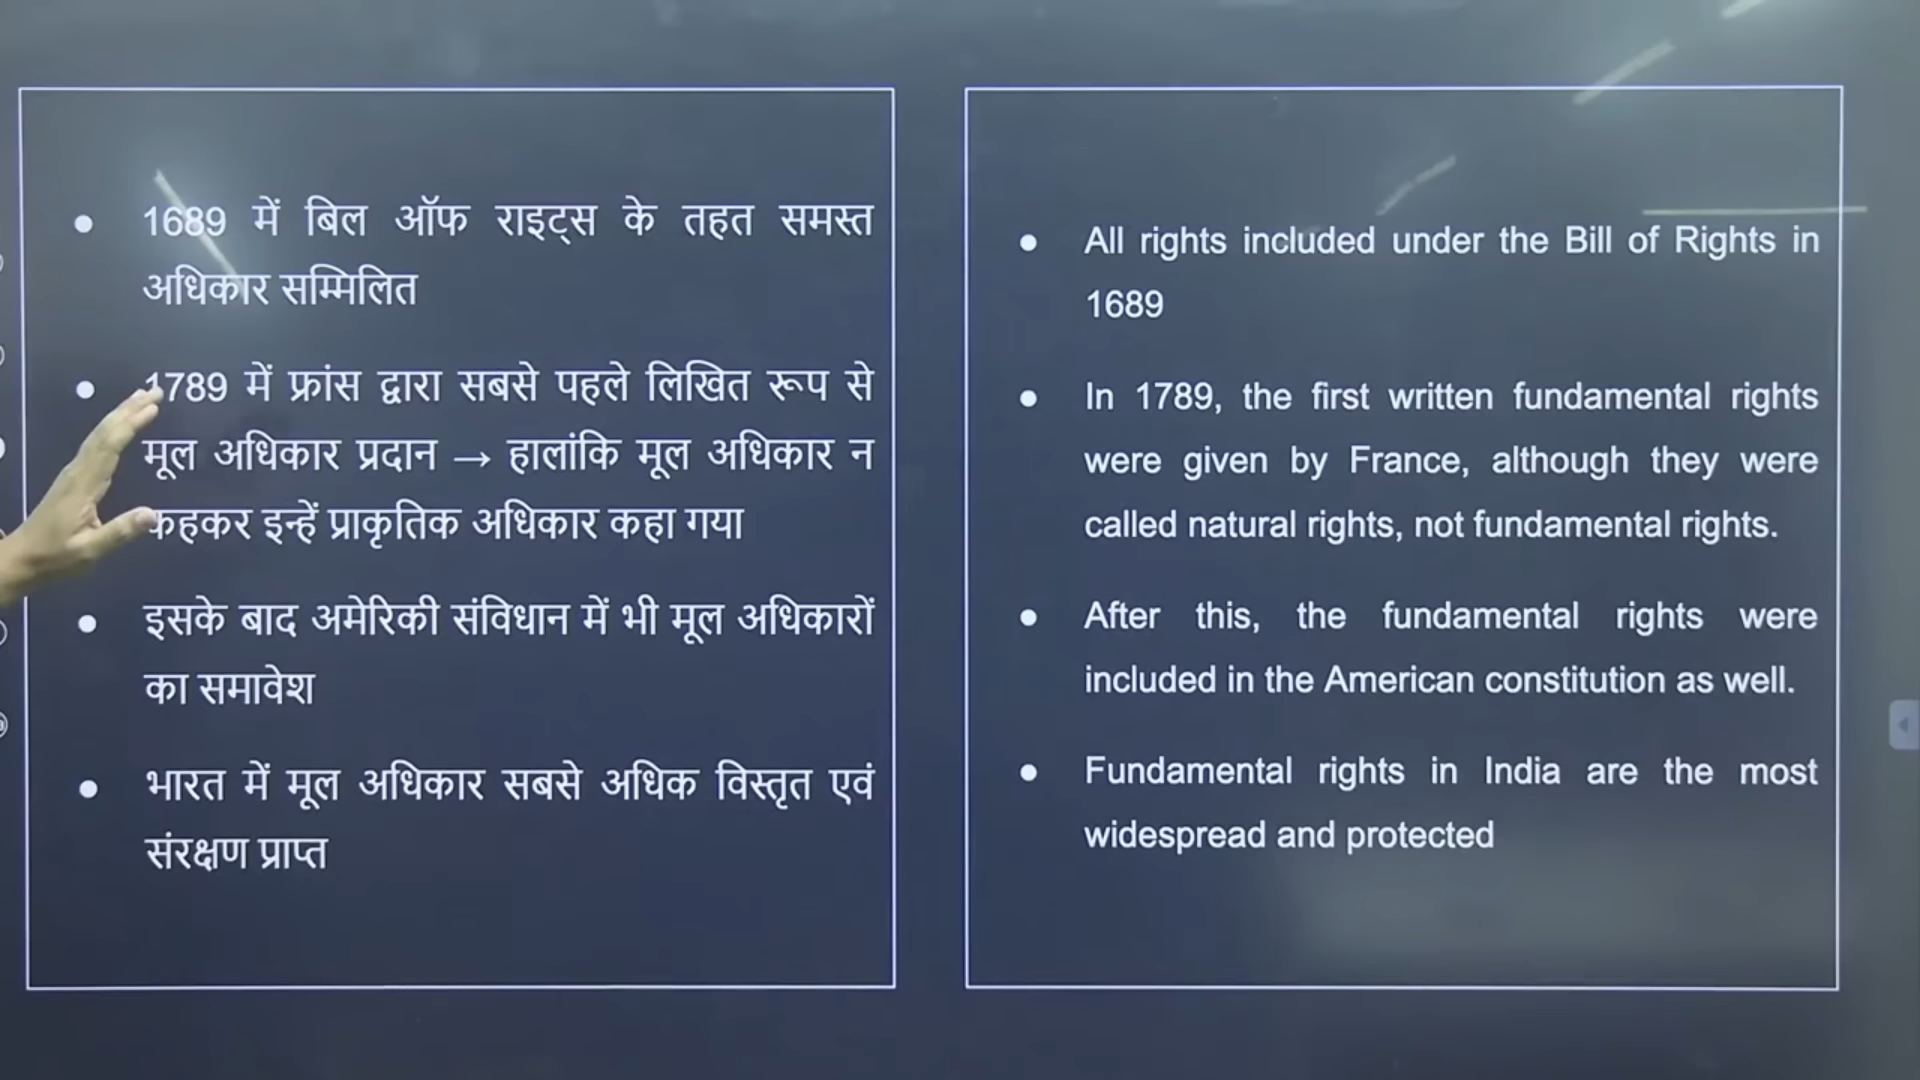 1689 में बिल ऑफ राइट्स के तहत समस्त
अधिकार सम्मिलित
1789 में फ्रांस द्वारा सबसे पहले लिखित रूप से
मूल अधिकार प्रदान → हालांकि मूल अधिकार न
कहकर इन्हें प्राकृतिक अधिकार कहा गया
इसके बाद अमेरिकी संविधान में भी मूल अधिकारों
का समावेश
भारत में मूल अधिकार सबसे अधिक विस्तृत एवं
संरक्षण प्राप्त
All rights included under the Bill of Rights in
1689
In 1789, the first written fundamental rights
were given by France, although they were
called natural rights, not fundamental rights.
After this, the fundamental rights were
included in the American constitution as well.
Fundamental rights in India are the most
widespread and protected